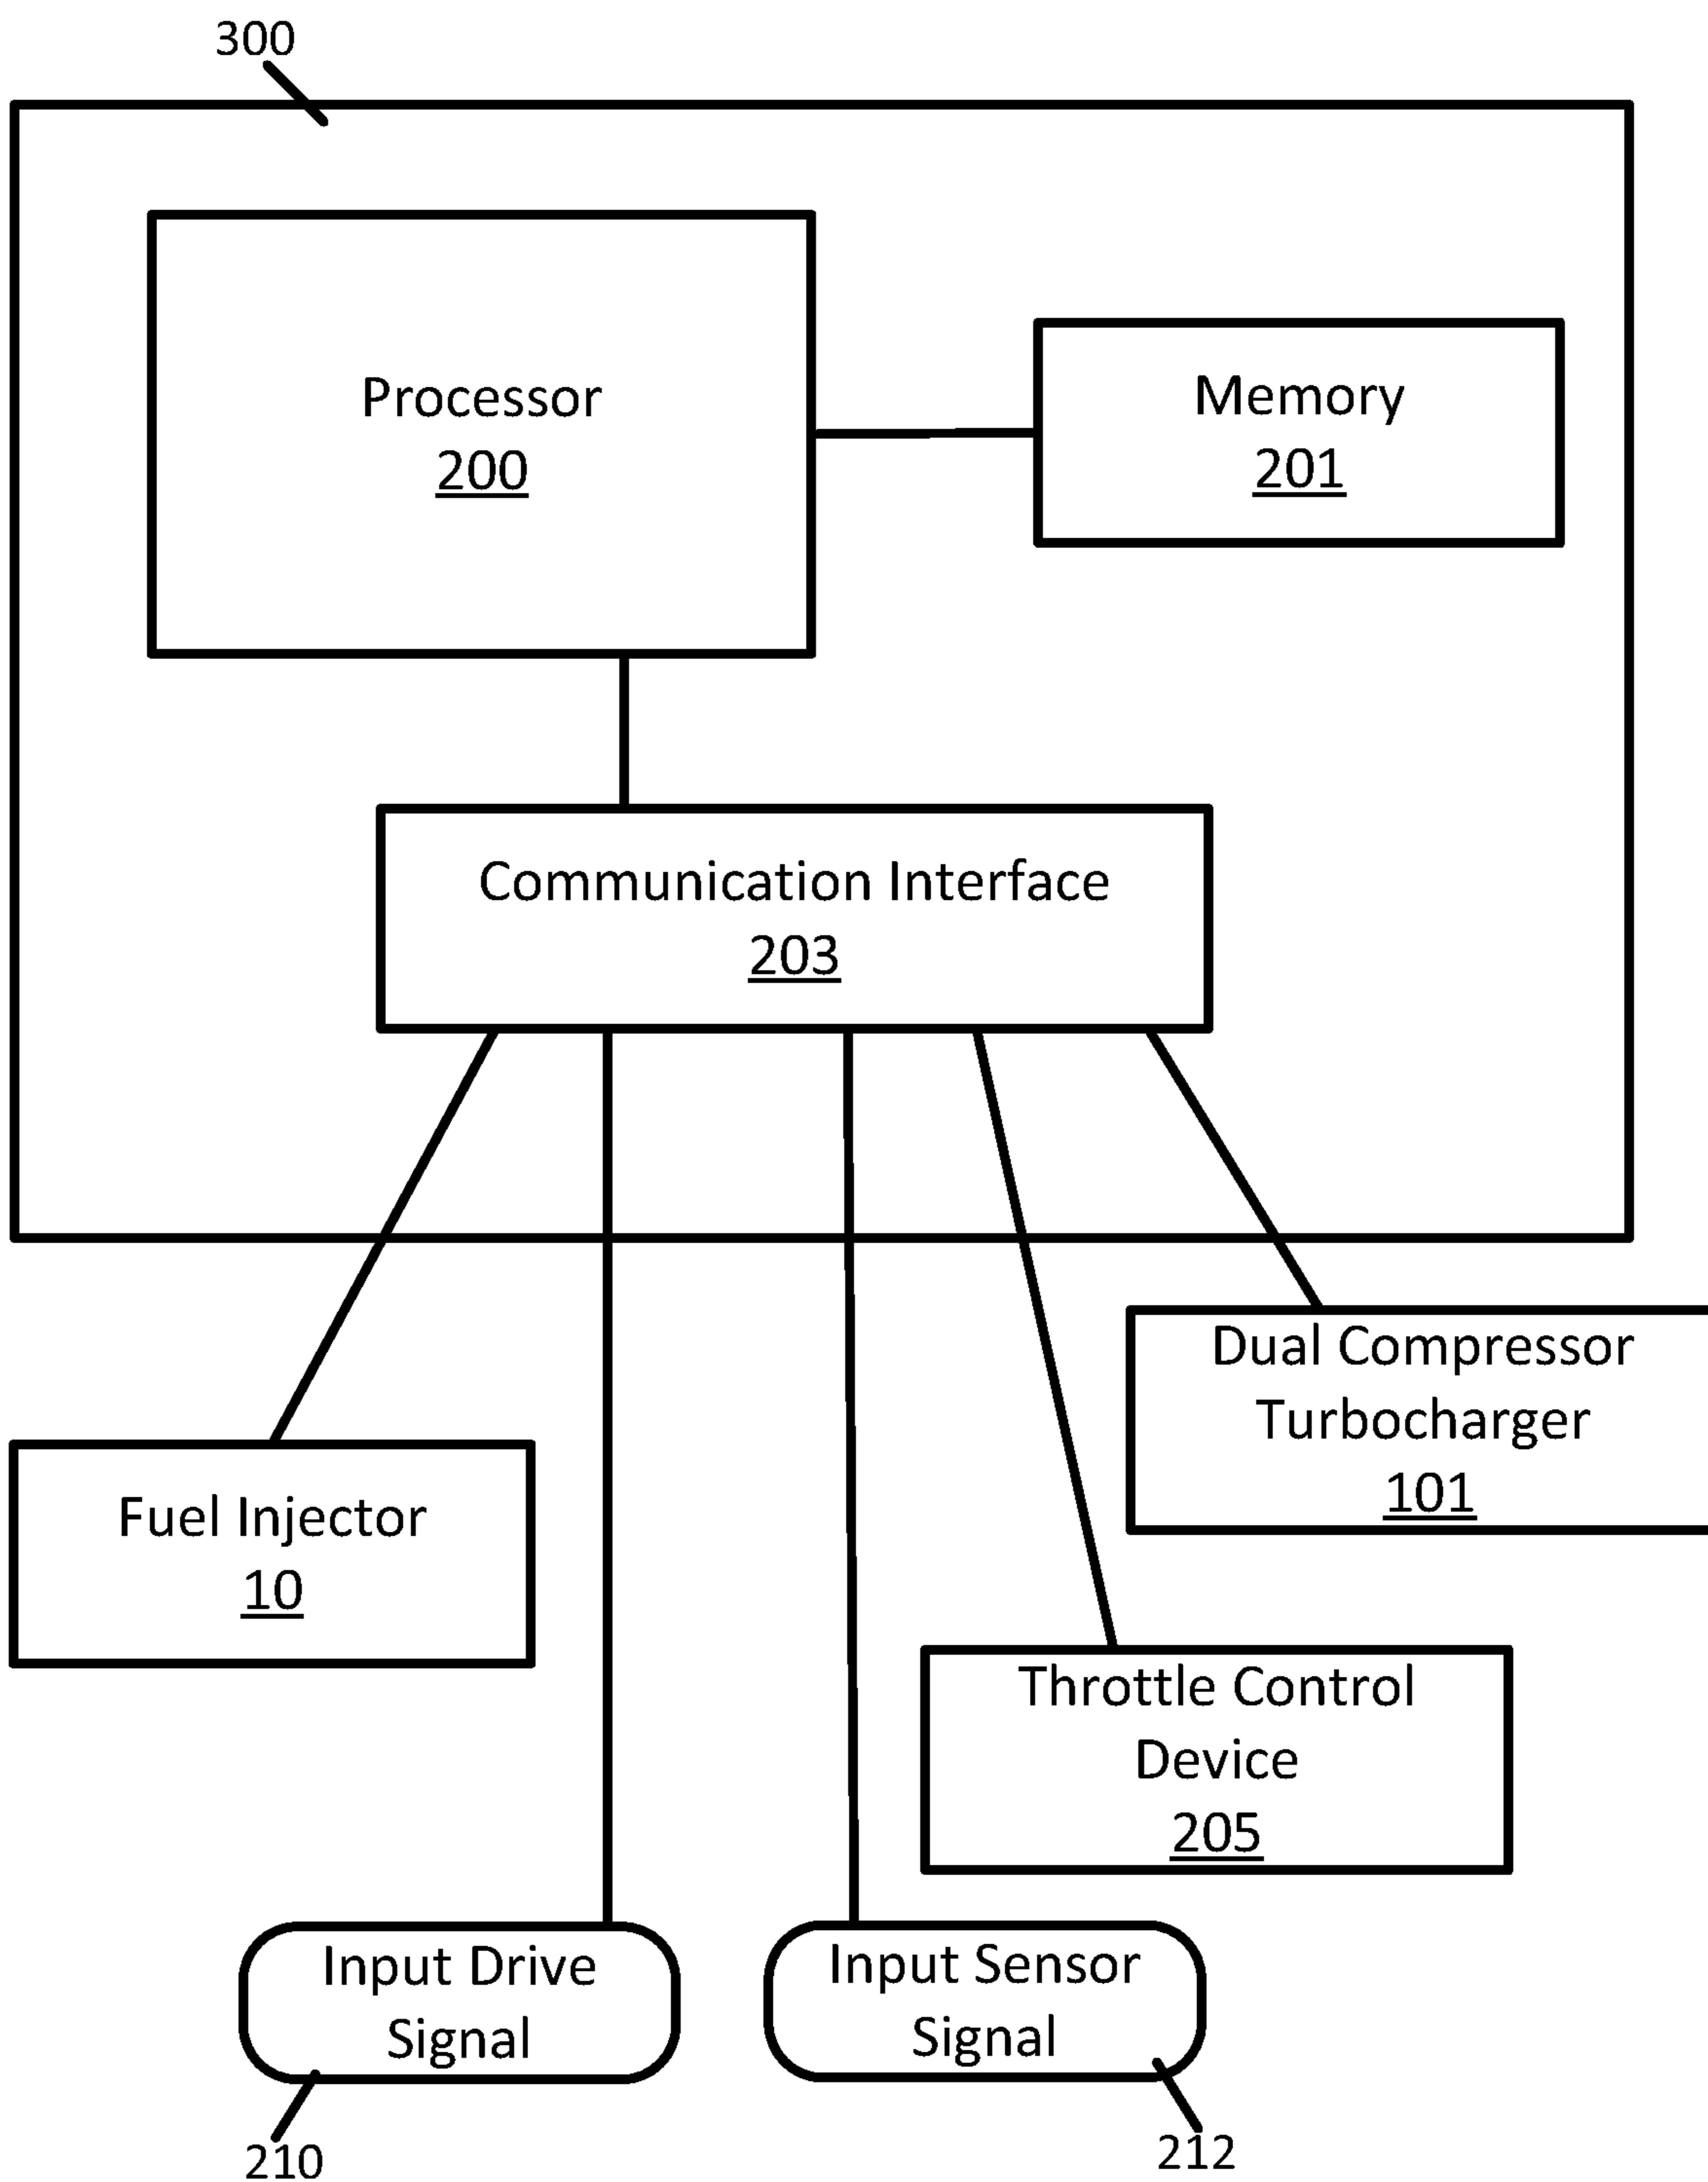 300
Processor
200
Memory
201
Communication Interface
203
Dual Compressor
Turbocharger
101
Fuel Injector
10
Throttle Control
Device
205
Input Drive
Signal
210
Input Sensor
Signal
212